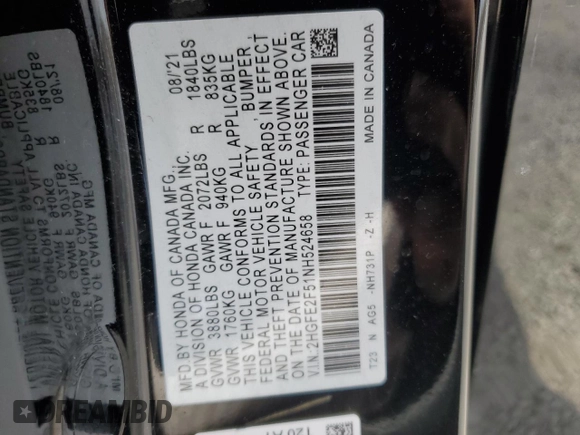 MFD.BY HONDA OF CANADA MFG., 08/21
A DIVISION OF HONDA CANADA INC.
GVWR 3880LBS GAWR F 2072LBS R 1840LBS
GVWR 1760KG GAWR F 940KG R 835KG
THIS VEHICLE CONFORMS TO ALL APPLICABLE
FEDERAL MOTOR VEHICLE SAFETY , BUMPER ,
AND THEFT PREVENTION STANDARDS IN EFFECT
ON THE DATE OF MANUFACTURE SHOWN ABOVE.
V.I.N:2HGFE2F51NH524658 TYPE: PASSENGER CAR
T23 N AG5 -NH731P -Z -H MADE IN CANADA
DREAMBID